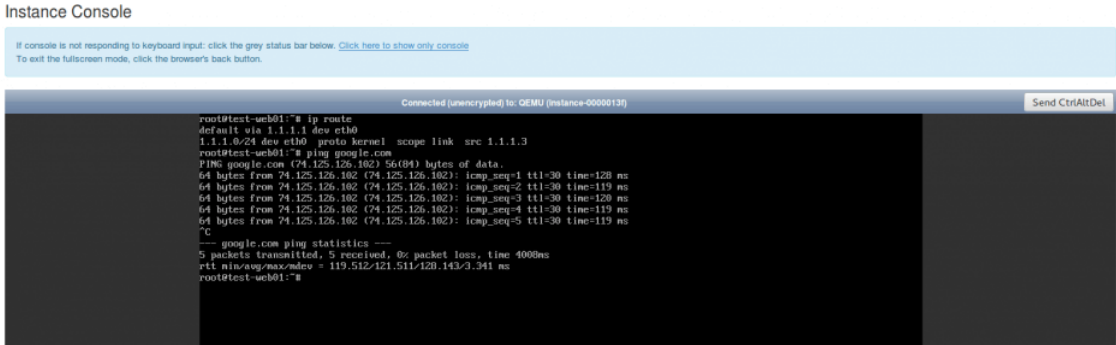 Instance Console
If console is not responding to keyboard input: click the grey status bar below. Click here to show only console
To exit the fullscreen mode, click the browser's back button.
Connected (unencrypted) to: QEMU (instance-0000013f)
Send CtrlAltDel
root@test-web01:~# ip route
default via 1.1.1.1 dev eth0
1.1.1.0/24 dev eth0  proto kernel  scope link  src 1.1.1.3
root@test-web01:~# ping google.com
PING google.com (74.125.126.102) 56(84) bytes of data.
64 bytes from 74.125.126.102 (74.125.126.102): icmp_seq=1 ttl=30 time=128 ms
64 bytes from 74.125.126.102 (74.125.126.102): icmp_seq=2 ttl=30 time=119 ms
64 bytes from 74.125.126.102 (74.125.126.102): icmp_seq=3 ttl=30 time=120 ms
64 bytes from 74.125.126.102 (74.125.126.102): icmp_seq=4 ttl=30 time=119 ms
64 bytes from 74.125.126.102 (74.125.126.102): icmp_seq=5 ttl=30 time=119 ms
^C
--- google.com ping statistics ---
5 packets transmitted, 5 received, 0% packet loss, time 4008ms
rtt min/avg/max/mdev = 119.512/121.511/128.143/3.341 ms
root@test-web01:~#